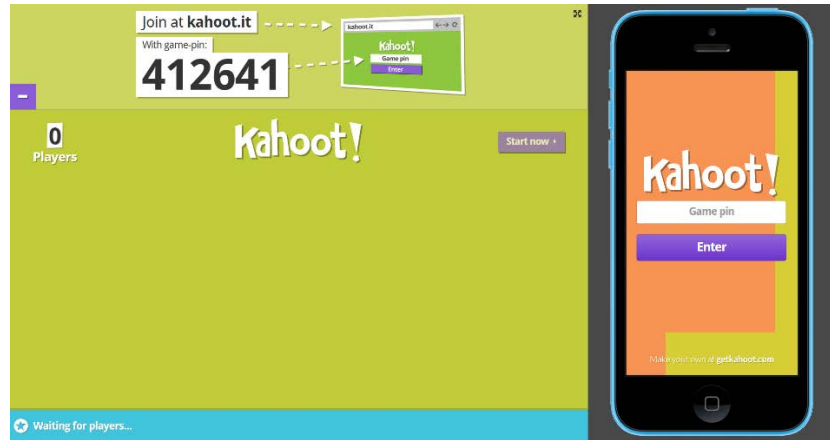 Join at kahoot.it
With game-pin:
412641
kahoot.it
Kahoot!
Game pin
Enter
0
Players
Kahoot!
Start now
Waiting for players...
Kahoot!
Game pin
Enter
Make your own at getkahoot.com